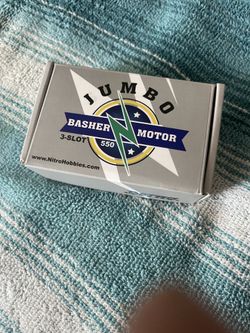 JUMBO
BASHER MOTOR
3-SLOT 550
www.NitroHobbies.com